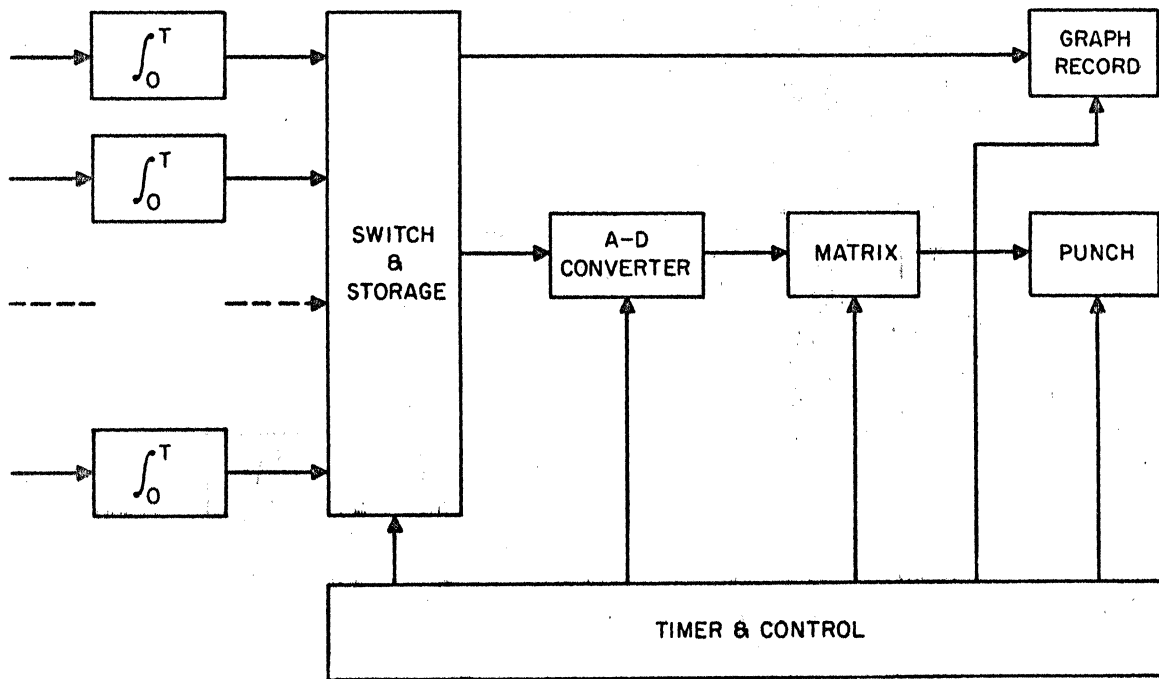 ∫₀ᵀ
GRAPH
RECORD
∫₀ᵀ
SWITCH
&
STORAGE
A-D
CONVERTER
MATRIX
PUNCH
∫₀ᵀ
TIMER & CONTROL